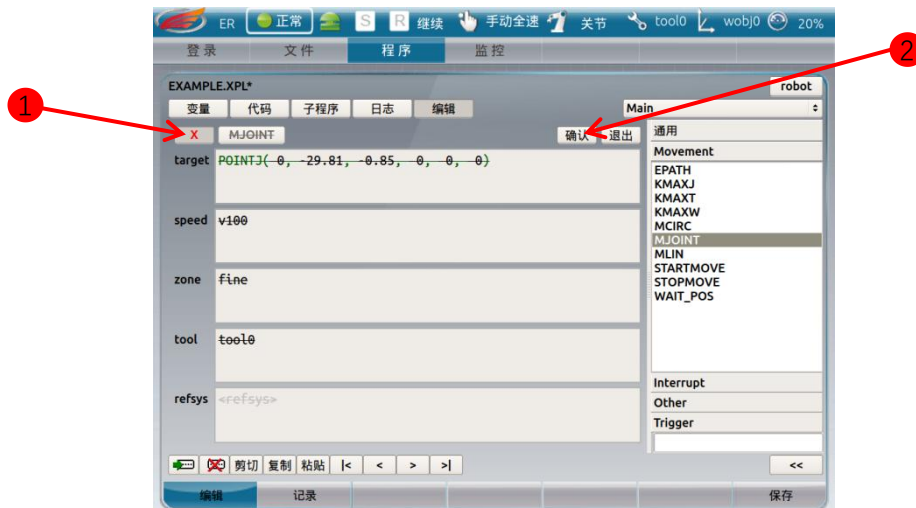 ER 正常 S R 继续 手动全速 关节 tool0 wobj0 20%
登录 文件 程序 监控
2
EXAMPLE.XPL* robot
1
变量 代码 子程序 日志 编辑 Main
X MJOINT 确认 退出 通用
target POINTJ( 0, -29.81, -0.85, 0, 0, 0) Movement
EPATH
KMAXJ
KMAXT
KMAXW
speed v100 MCIRC
MJOINT
MLIN
STARTMOVE
zone fine STOPMOVE
WAIT_POS
tool tool0
Interrupt
refsys <refsys> Other
Trigger
剪切 复制 粘贴 |< < > >| <<
编辑 记录 保存